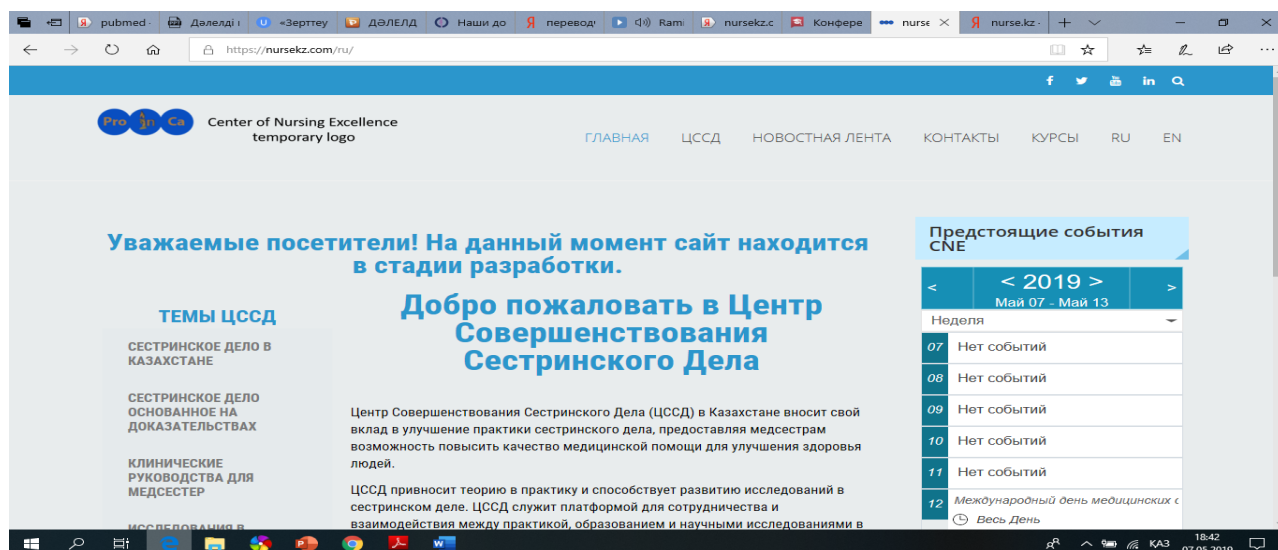 pubmed -
Дәлелді і
«Зерттеу
ДӘЛЕЛД
Наши до
перевод
Rami
nursekz.c
Конфере
nurse
nurse.kz -
https://nursekz.com/ru/
Pro in Ca
Center of Nursing Excellence
temporary logo
ГЛАВНАЯ ЦССД НОВОСТНАЯ ЛЕНТА КОНТАКТЫ КУРСЫ RU EN
Уважаемые посетители! На данный момент сайт находится
в стадии разработки.
ТЕМЫ ЦССД
СЕСТРИНСКОЕ ДЕЛО В
КАЗАХСТАНЕ
СЕСТРИНСКОЕ ДЕЛО
ОСНОВАННОЕ НА
ДОКАЗАТЕЛЬСТВАХ
КЛИНИЧЕСКИЕ
РУКОВОДСТВА ДЛЯ
МЕДСЕСТЕР
ИССЛЕДОВАНИЯ В
Добро пожаловать в Центр
Совершенствования
Сестринского Дела
Центр Совершенствования Сестринского Дела (ЦССД) в Казахстане вносит свой
вклад в улучшение практики сестринского дела, предоставляя медсестрам
возможность повысить качество медицинской помощи для улучшения здоровья
людей.
ЦССД привносит теорию в практику и способствует развитию исследований в
сестринском деле. ЦССД служит платформой для сотрудничества и
взаимодействия между практикой, образованием и научными исследованиями в
Предстоящие события
CNE
< 2019 >
< Май 07 - Май 13 >
Неделя
07 Нет событий
08 Нет событий
09 Нет событий
10 Нет событий
11 Нет событий
12 Международный день медицинских с
Весь День
ҚАЗ
18:42
07.05.2019